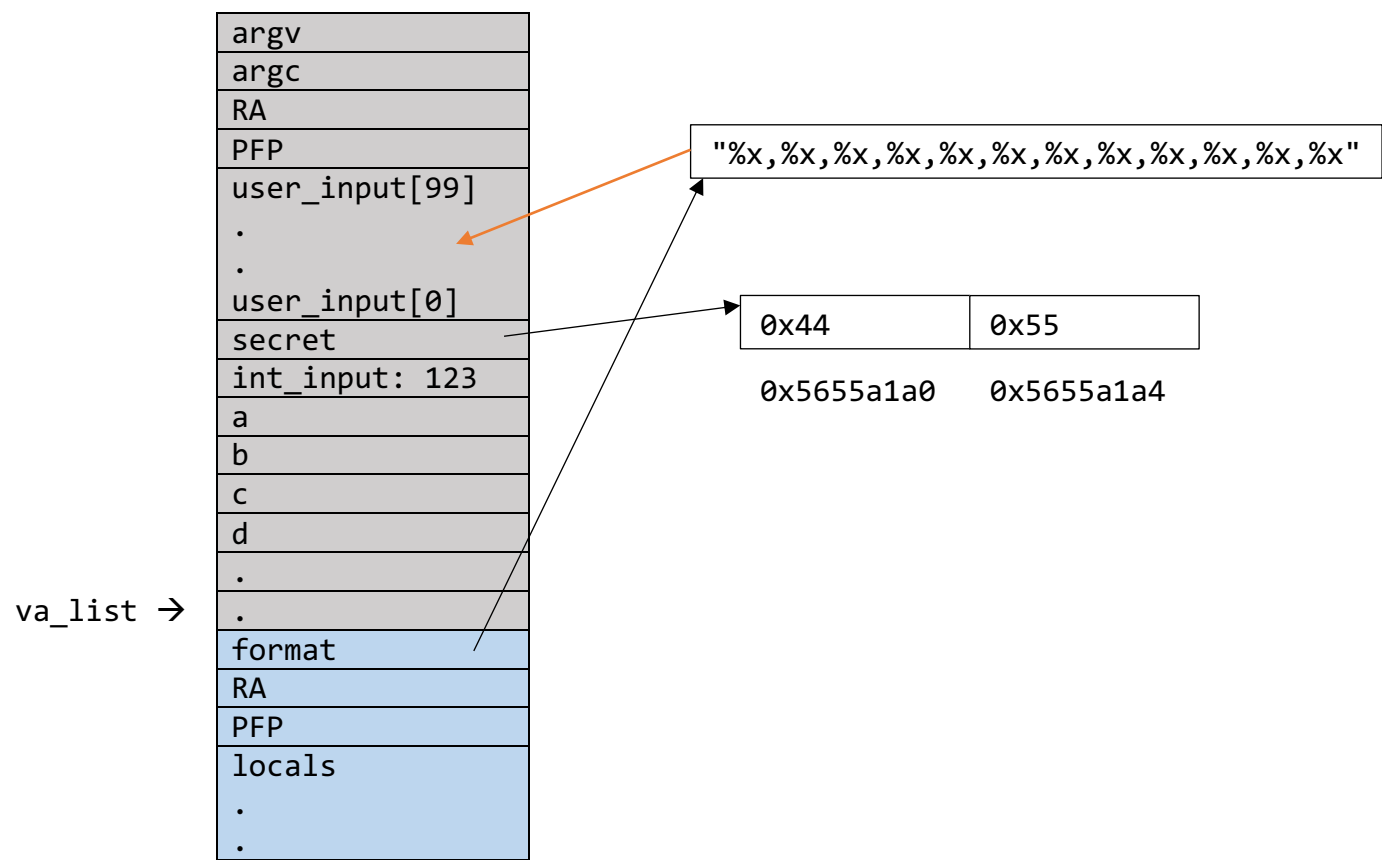 argv
argc
RA
PFP
user_input[99]
.
.
user_input[0]
secret
int_input: 123
a
b
c
d
.
va_list → .
format
RA
PFP
locals
.
.
"%x,%x,%x,%x,%x,%x,%x,%x,%x,%x,%x,%x"
0x44 0x55
0x5655a1a0 0x5655a1a4